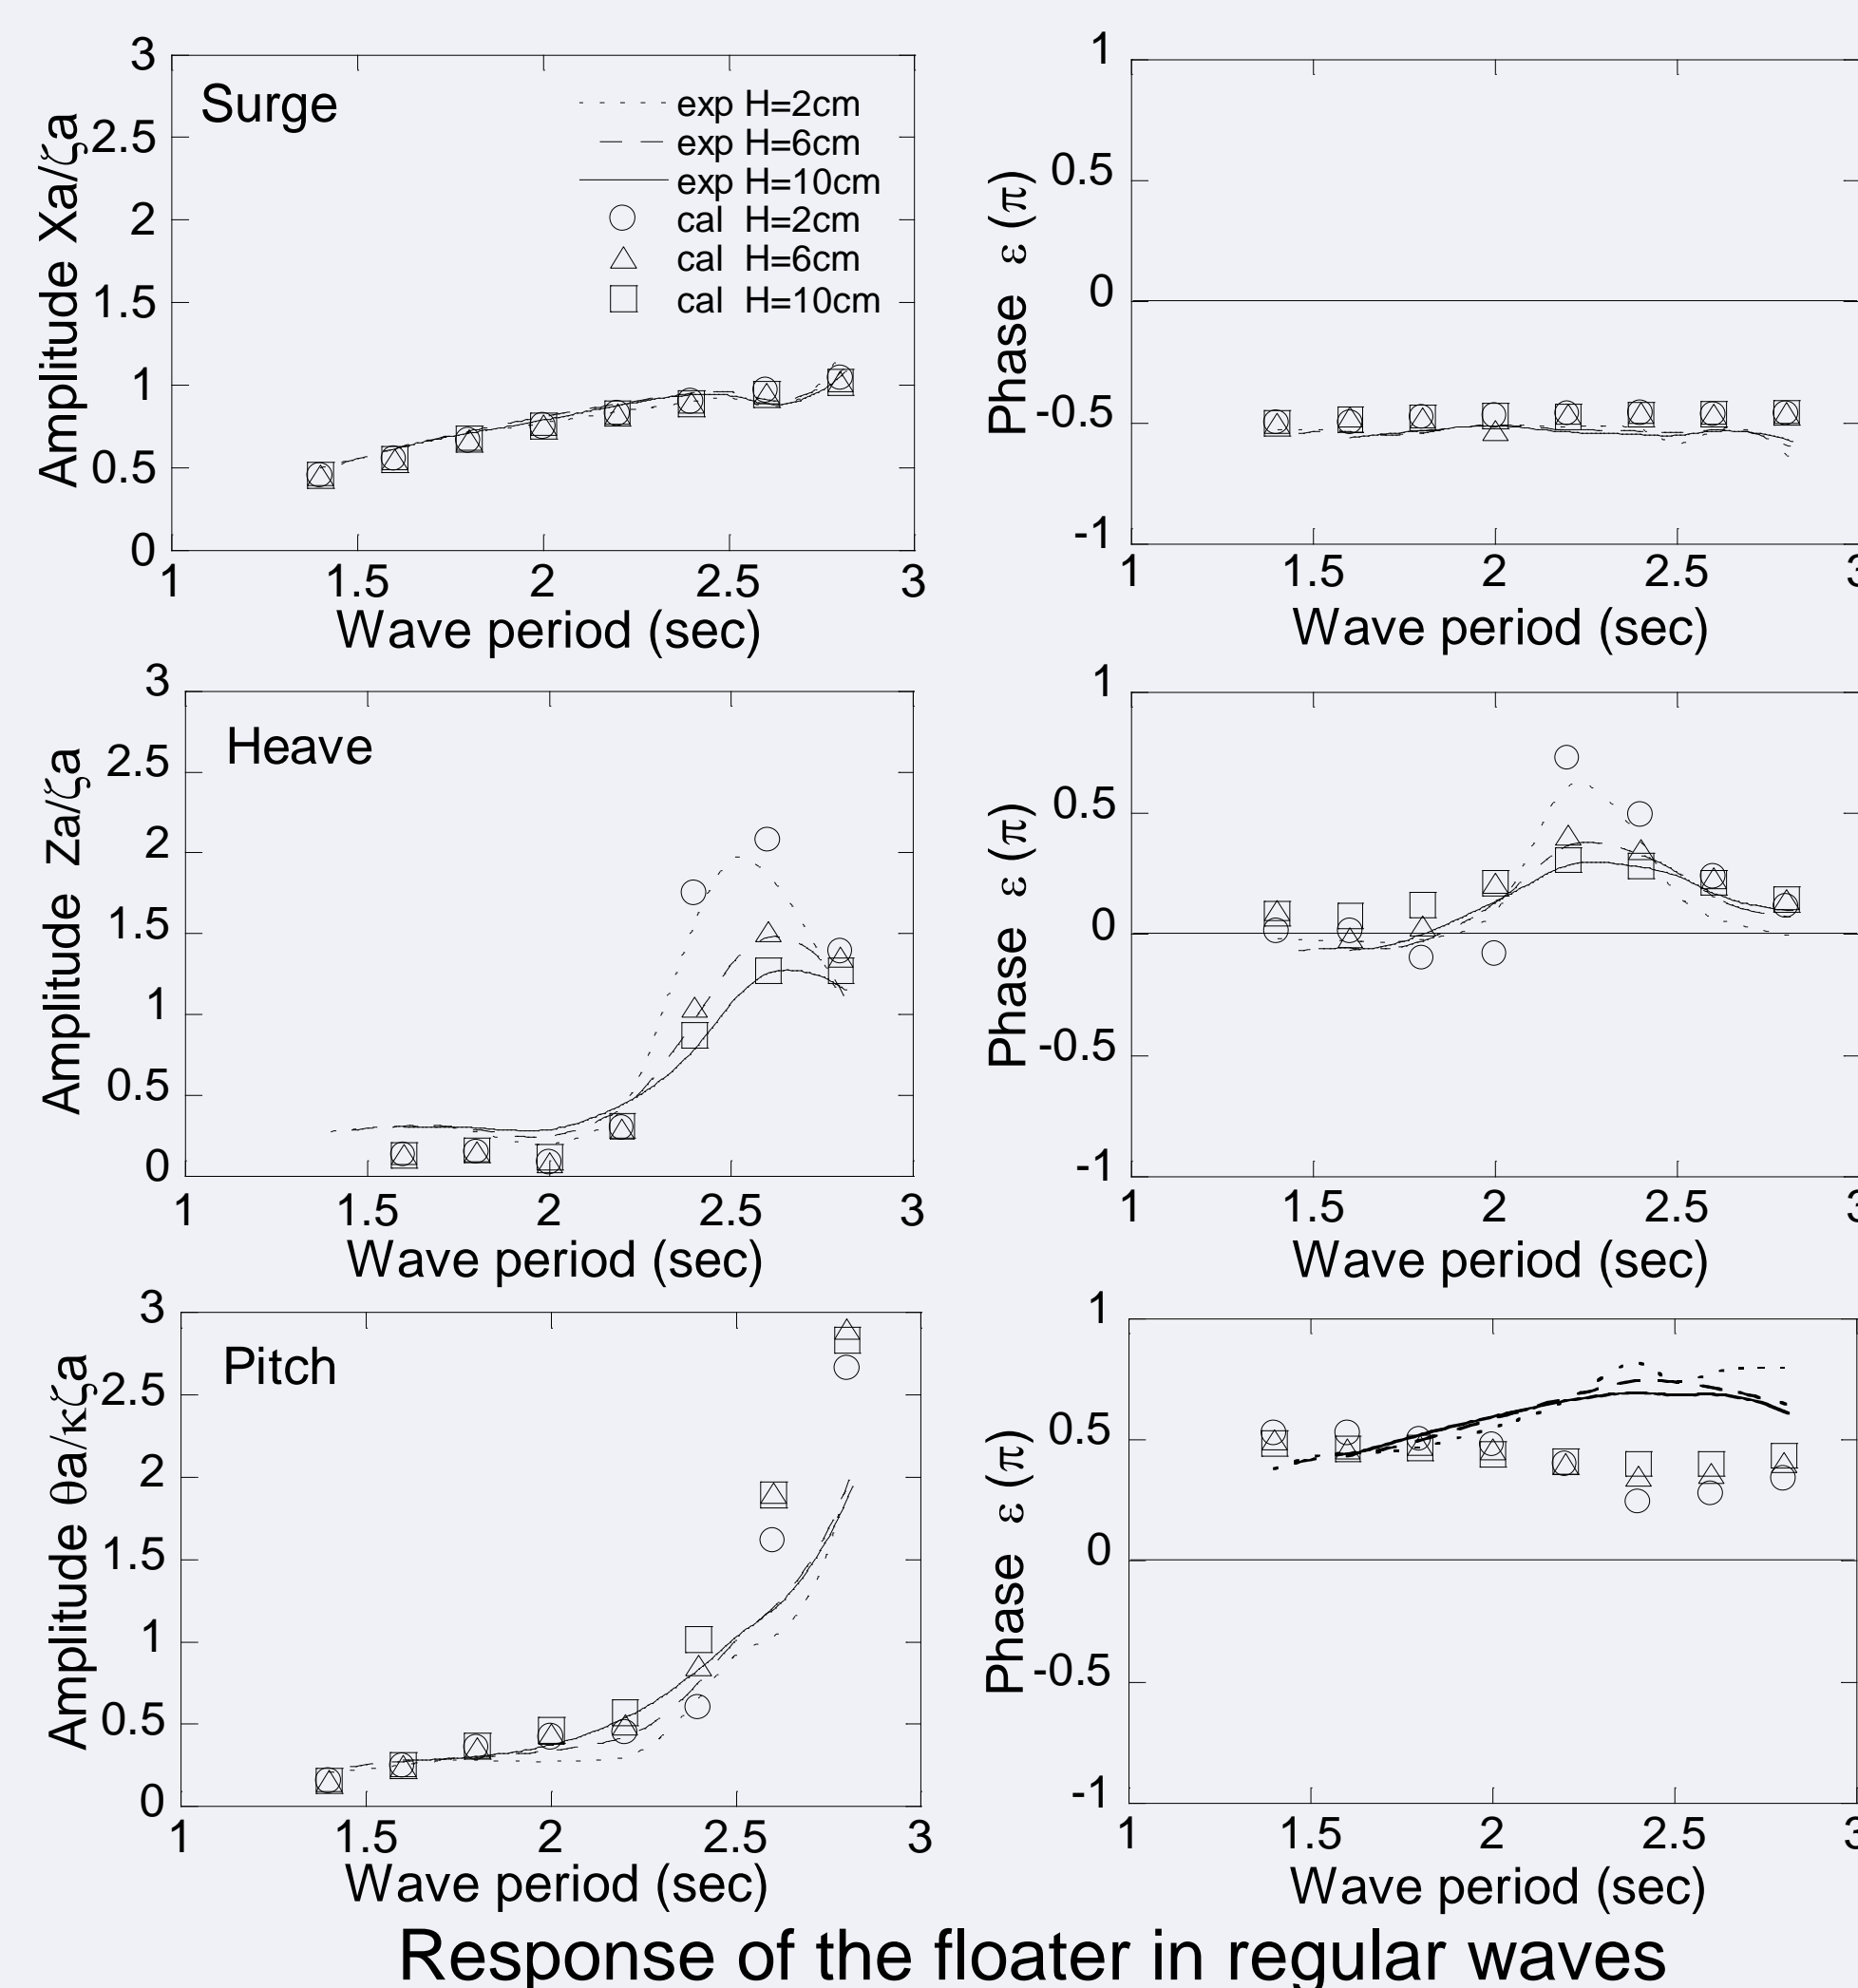 3
Surge
2.5
2
1.5
1
0.5
0
1
1.5
2
2.5
3
Amplitude Xa/ζa
Wave period (sec)
exp H=2cm
exp H=6cm
exp H=10cm
cal H=2cm
cal H=6cm
cal H=10cm
1
0.5
0
-0.5
-1
1
1.5
2
2.5
Phase ε (π)
Wave period (sec)
3
Heave
2.5
2
1.5
1
0.5
0
1
1.5
2
2.5
3
Amplitude Za/ζa
Wave period (sec)
1
0.5
0
-0.5
-1
1
1.5
2
2.5
Phase ε (π)
Wave period (sec)
3
Pitch
2.5
2
1.5
1
0.5
0
1
1.5
2
2.5
3
Amplitude θa/κζa
Wave period (sec)
1
0.5
0
-0.5
-1
1
1.5
2
2.5
Phase ε (π)
Wave period (sec)
Response of the floater in regular waves